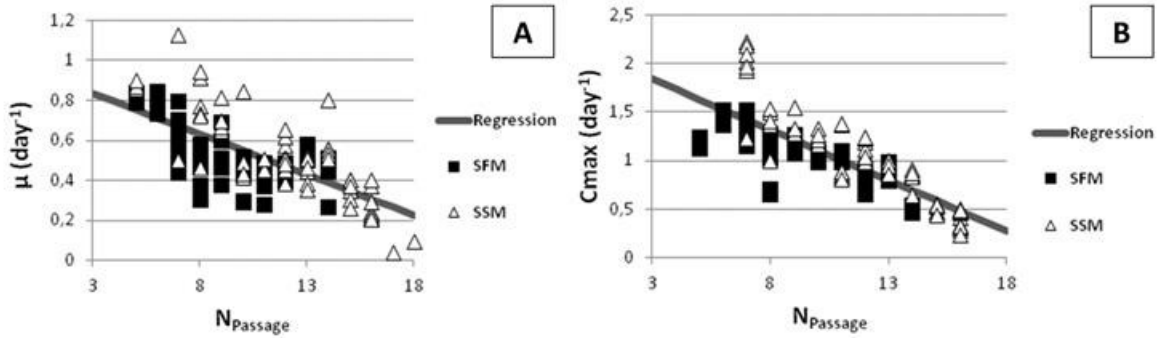 A
μ (day-1)
1,2
1
0,8
0,6
0,4
0,2
0
3
8
13
18
NPassage
Regression
SFM
SSM
B
Cmax (day-1)
2,5
2
1,5
1
0,5
0
3
8
13
18
NPassage
Regression
SFM
SSM